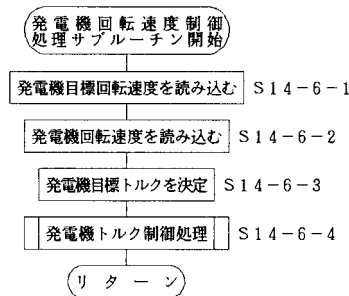 発電機回転速度制御
処理サブルーチン開始
発電機目標回転速度を読み込む S14-6-1
発電機回転速度を読み込む S14-6-2
発電機目標トルクを決定 S14-6-3
発電機トルク制御処理 S14-6-4
リターン